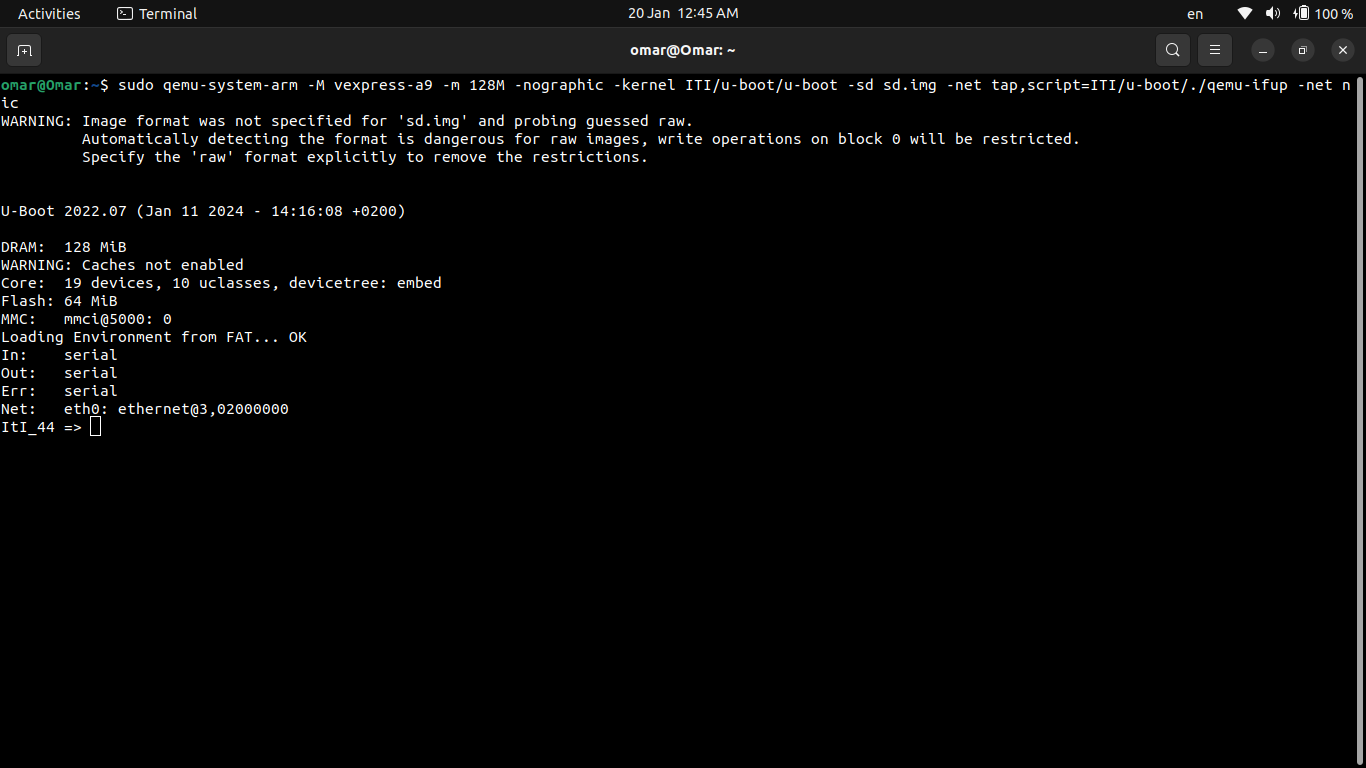 Activities Terminal 20 Jan 12:45 AM en 100 %
omar@Omar: ~
omar@Omar:~$ sudo qemu-system-arm -M vexpress-a9 -m 128M -nographic -kernel ITI/u-boot/u-boot -sd sd.img -net tap,script=ITI/u-boot/./qemu-ifup -net n
ic
WARNING: Image format was not specified for 'sd.img' and probing guessed raw.
         Automatically detecting the format is dangerous for raw images, write operations on block 0 will be restricted.
         Specify the 'raw' format explicitly to remove the restrictions.
U-Boot 2022.07 (Jan 11 2024 - 14:16:08 +0200)
DRAM:  128 MiB
WARNING: Caches not enabled
Core:  19 devices, 10 uclasses, devicetree: embed
Flash: 64 MiB
MMC:   mmci@5000: 0
Loading Environment from FAT... OK
In:    serial
Out:   serial
Err:   serial
Net:   eth0: ethernet@3,02000000
ItI_44 =>